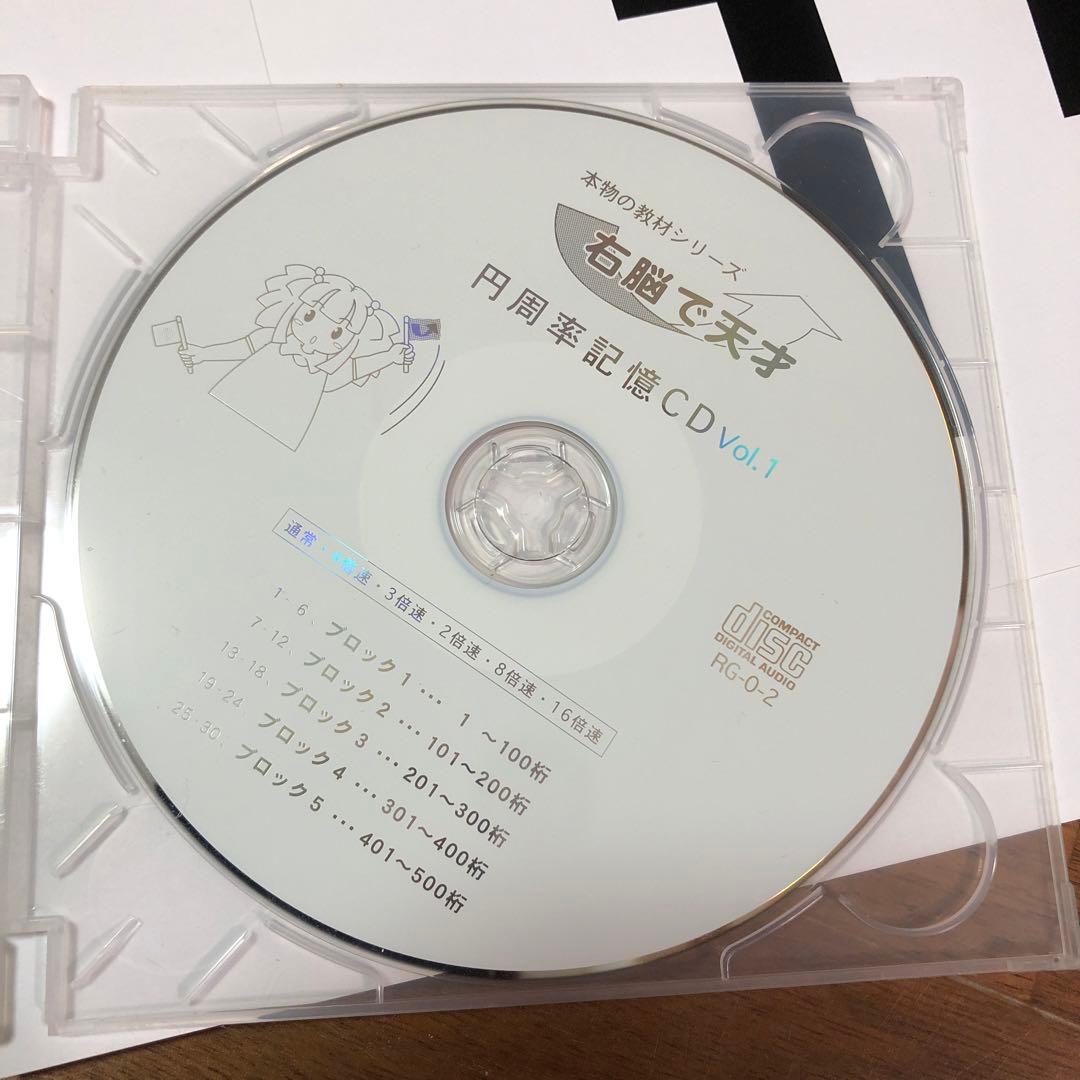 本物の教材シリーズ
右脳で天才
円周率記憶CD Vol.1
通常・4倍速・3倍速・2倍速・8倍速・16倍速
1-6、ブロック1… 1 ～100桁
7-12、ブロック2…101～200桁
13-18、ブロック3…201～300桁
19-24、ブロック4…301～400桁
25-30、ブロック5…401～500桁
COMPACT
disc
DIGITAL AUDIO
RG-O-2